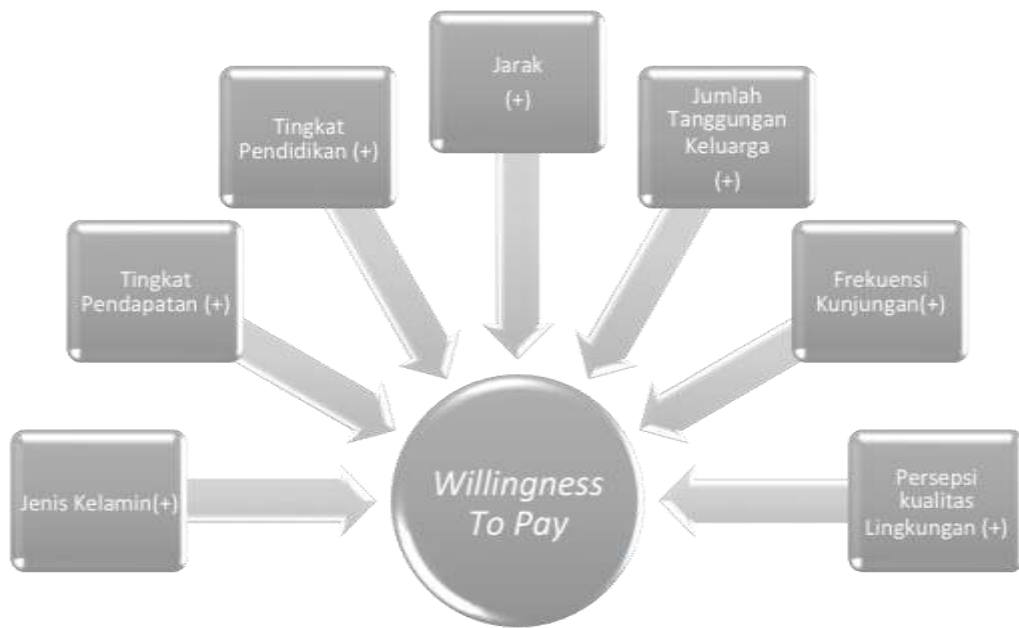 Jarak
(+)
Jumlah
Tanggungan
Keluarga
(+)
Tingkat
Pendidikan (+)
Tingkat
Pendapatan (+)
Frekuensi
Kunjungan(+)
Jenis Kelamin(+)
Willingness
To Pay
Persepsi
kualitas
Lingkungan (+)